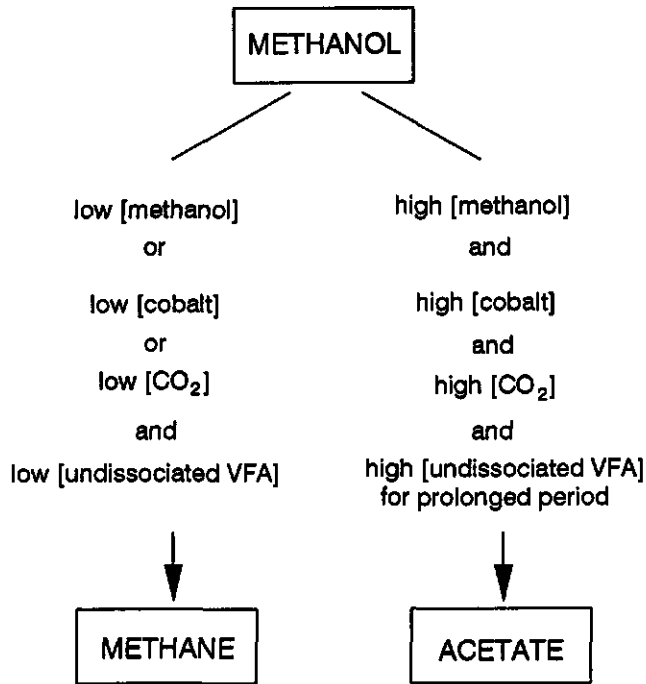 METHANOL
low [methanol]
or
low [cobalt]
or
low [CO₂]
and
low [undissociated VFA]
METHANE
high [methanol]
and
high [cobalt]
and
high [CO₂]
and
high [undissociated VFA]
for prolonged period
ACETATE